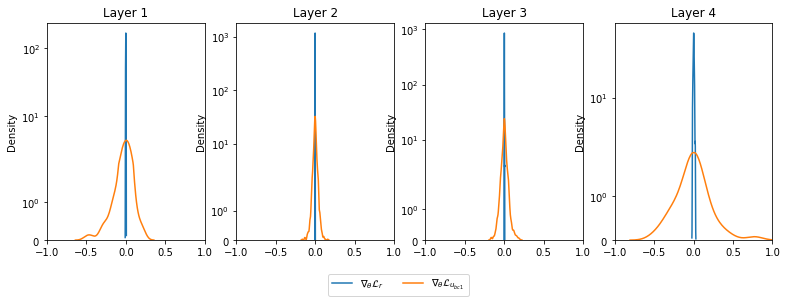 Layer 1 Layer 2 Layer 3 Layer 4
Density Density Density Density
10² 10³ 10³
10² 10² 10¹
10¹ 10¹ 10¹
10⁰ 10⁰ 10⁰ 10⁰
0 0 0 0
−1.0 −0.5 0.0 0.5 1.0 −1.0 −0.5 0.0 0.5 1.0 −1.0 −0.5 0.0 0.5 1.0 −1.0 −0.5 0.0 0.5 1.0
∇θℒr ∇θℒu_bc1